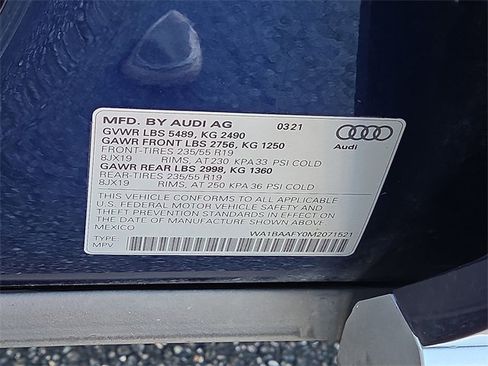 MFD. BY AUDI AG 03 21
GVWR LBS 5489, KG 2490
GAWR FRONT LBS 2756, KG 1250
FRONT-TIRES 235/55 R19
8JX19 RIMS, AT 230 KPA 33 PSI COLD
GAWR REAR LBS 2998, KG 1360
REAR-TIRES 235/55 R19
8JX19 RIMS, AT 250 KPA 36 PSI COLD
Audi
THIS VEHICLE CONFORMS TO ALL APPLICABLE
U.S. FEDERAL MOTOR VEHICLE SAFETY AND
THEFT PREVENTION STANDARDS IN EFFECT ON
THE DATE OF MANUFACTURE SHOWN ABOVE
MEXICO
WA1BAAFY0M2071521
TYPE:
MPV